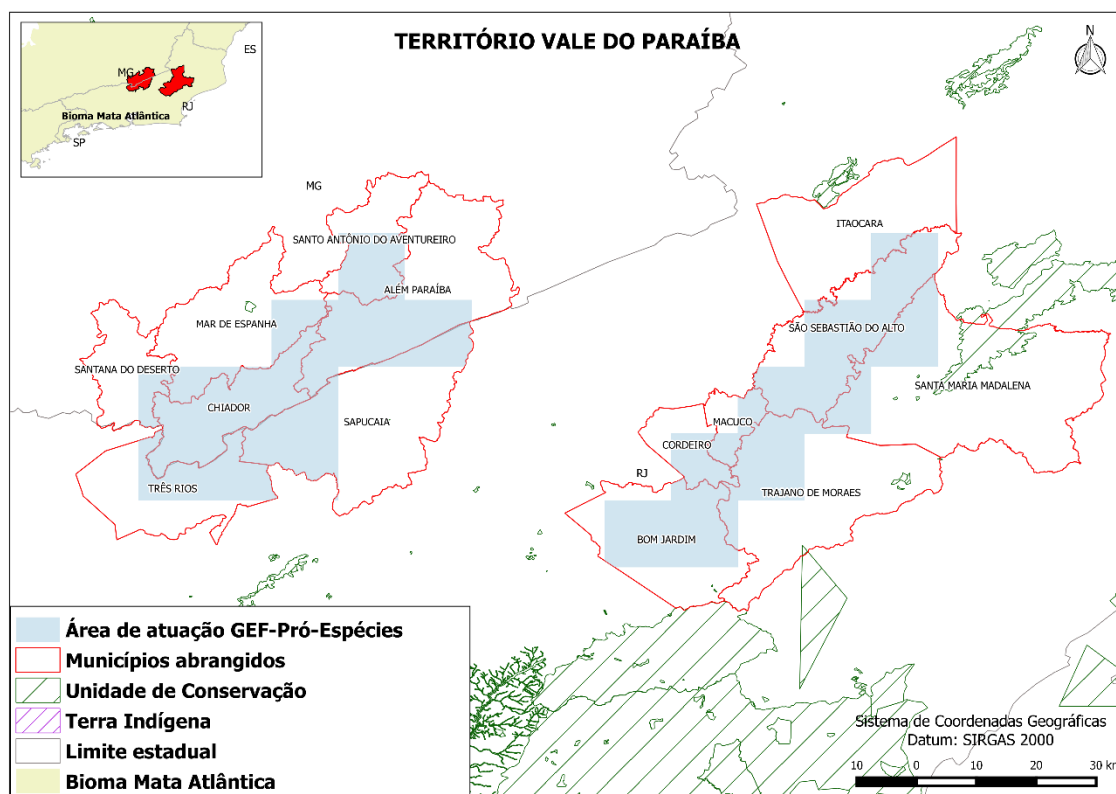 TERRITÓRIO VALE DO PARAÍBA
N
ES
MG
RJ
Bioma Mata Atlântica
SP
MG
SANTO ANTÔNIO DO AVENTUREIRO
ITAOCARA
ALÉM PARAÍBA
MAR DE ESPANHA
SÃO SEBASTIÃO DO ALTO
SANTANA DO DESERTO
SANTA MARIA MADALENA
CHIADOR
SAPUCAIA
MACUCO
CORDEIRO
RJ
TRÊS RIOS
TRAJANO DE MORAES
BOM JARDIM
Área de atuação GEF-Pró-Espécies
Municípios abrangidos
Unidade de Conservação
Terra Indígena
Limite estadual
Bioma Mata Atlântica
Sistema de Coordenadas Geográficas
Datum: SIRGAS 2000
10 0 10 20 30 km